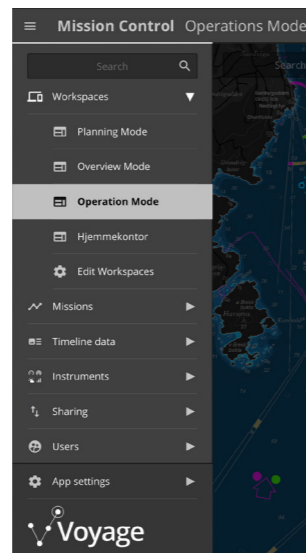 Mission Control Operations Mode
Search
Search
Workspaces
Planning Mode
Overview Mode
Operation Mode
Hjemmekontor
Edit Workspaces
Missions
Timeline data
Instruments
Sharing
Users
App settings
Voyage